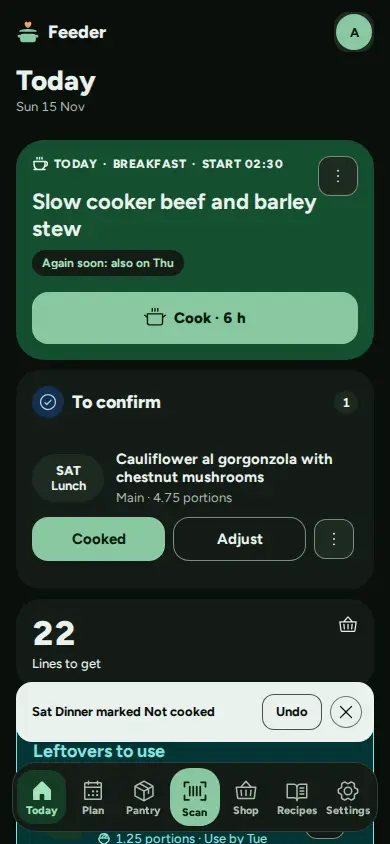 Feeder
A
Today
Sun 15 Nov
TODAY · BREAKFAST · START 02:30
Slow cooker beef and barley
stew
Again soon: also on Thu
Cook · 6 h
To confirm
1
SAT
Lunch
Cauliflower al gorgonzola with
chestnut mushrooms
Main · 4.75 portions
Cooked
Adjust
22
Lines to get
Sat Dinner marked Not cooked
Undo
Leftovers to use
Today
Plan
Pantry
Scan
Shop
Recipes
Settings
1.25 portions · Use by Tue